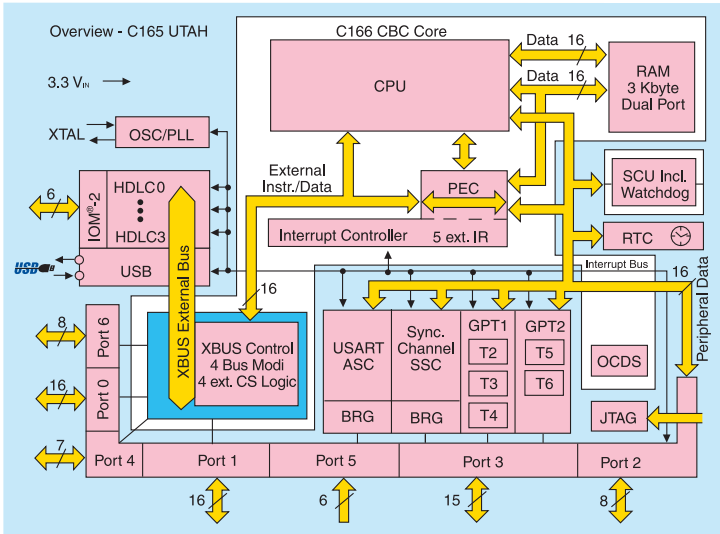 Overview - C165 UTAH
C166 CBC Core
3.3 VIN
XTAL
OSC/PLL
CPU
Data 16
Data 16
RAM
3 Kbyte
Dual Port
External
Instr./Data
PEC
SCU Incl.
Watchdog
6
IOM®-2
HDLC0
HDLC3
USB
USB
Interrupt Controller
5 ext. IR
RTC
Interrupt Bus
16
Peripheral Data
16
XBUS External Bus
XBUS Control
4 Bus Modi
4 ext. CS Logic
8
Port 6
16
Port 0
7
Port 4
USART
ASC
BRG
Sync.
Channel
SSC
BRG
GPT1
T2
T3
T4
GPT2
T5
T6
OCDS
JTAG
Port 1
Port 5
Port 3
Port 2
16
6
15
8